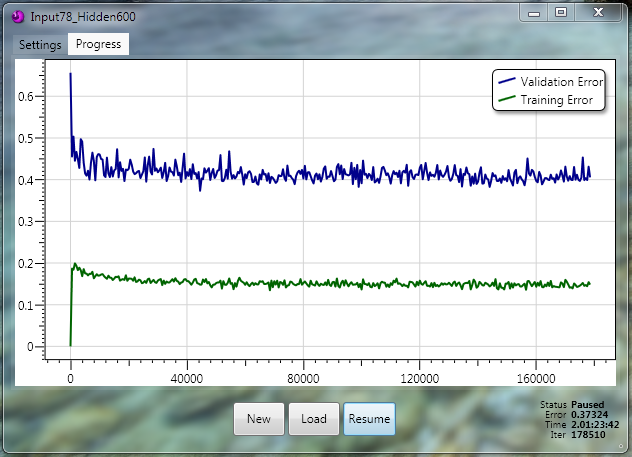 Input78_Hidden600
Settings Progress
Validation Error
Training Error
0.6
0.5
0.4
0.3
0.2
0.1
0
0 40000 80000 120000 160000
New Load Resume
Status Paused
Error 0.37324
Time 2.01:23:42
Iter 178510